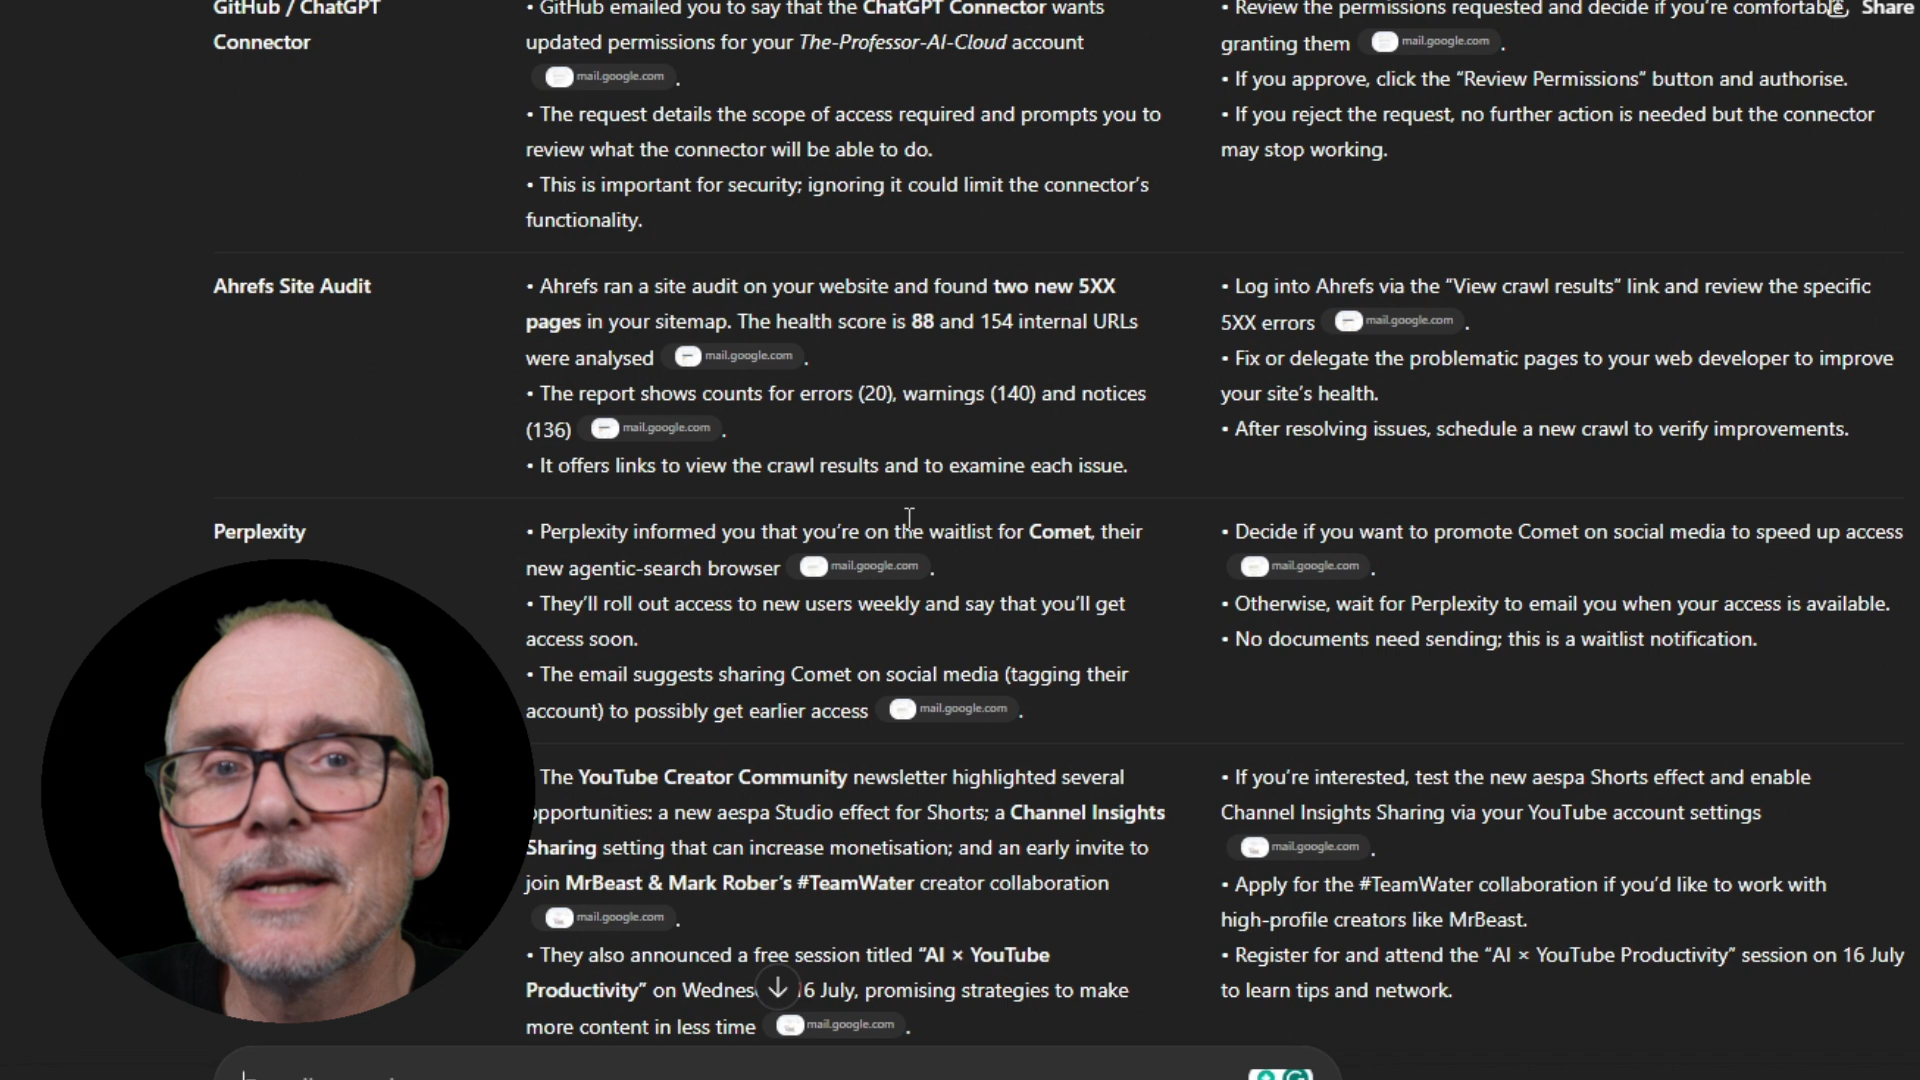 GitHub / ChatGPT
Connector
• GitHub emailed you to say that the ChatGPT Connector wants
updated permissions for your The-Professor-AI-Cloud account
mail.google.com .
• The request details the scope of access required and prompts you to
review what the connector will be able to do.
• This is important for security; ignoring it could limit the connector's
functionality.
• Review the permissions requested and decide if you're comfortable
granting them mail.google.com .
• If you approve, click the “Review Permissions” button and authorise.
• If you reject the request, no further action is needed but the connector
may stop working.
Share
Ahrefs Site Audit
• Ahrefs ran a site audit on your website and found two new 5XX
pages in your sitemap. The health score is 88 and 154 internal URLs
were analysed mail.google.com .
• The report shows counts for errors (20), warnings (140) and notices
(136) mail.google.com .
• It offers links to view the crawl results and to examine each issue.
• Log into Ahrefs via the “View crawl results” link and review the specific
5XX errors mail.google.com .
• Fix or delegate the problematic pages to your web developer to improve
your site's health.
• After resolving issues, schedule a new crawl to verify improvements.
Perplexity
• Perplexity informed you that you're on the waitlist for Comet, their
new agentic-search browser mail.google.com .
• They'll roll out access to new users weekly and say that you'll get
access soon.
• The email suggests sharing Comet on social media (tagging their
account) to possibly get earlier access mail.google.com .
• Decide if you want to promote Comet on social media to speed up access
mail.google.com .
• Otherwise, wait for Perplexity to email you when your access is available.
• No documents need sending; this is a waitlist notification.
The YouTube Creator Community newsletter highlighted several
opportunities: a new aespa Studio effect for Shorts; a Channel Insights
Sharing setting that can increase monetisation; and an early invite to
join MrBeast & Mark Rober's #TeamWater creator collaboration
mail.google.com .
• They also announced a free session titled “AI × YouTube
Productivity” on 16 July, promising strategies to make
more content in less time mail.google.com .
• If you're interested, test the new aespa Shorts effect and enable
Channel Insights Sharing via your YouTube account settings
mail.google.com .
• Apply for the #TeamWater collaboration if you'd like to work with
high-profile creators like MrBeast.
• Register for and attend the “AI × YouTube Productivity” session on 16 July
to learn tips and network.